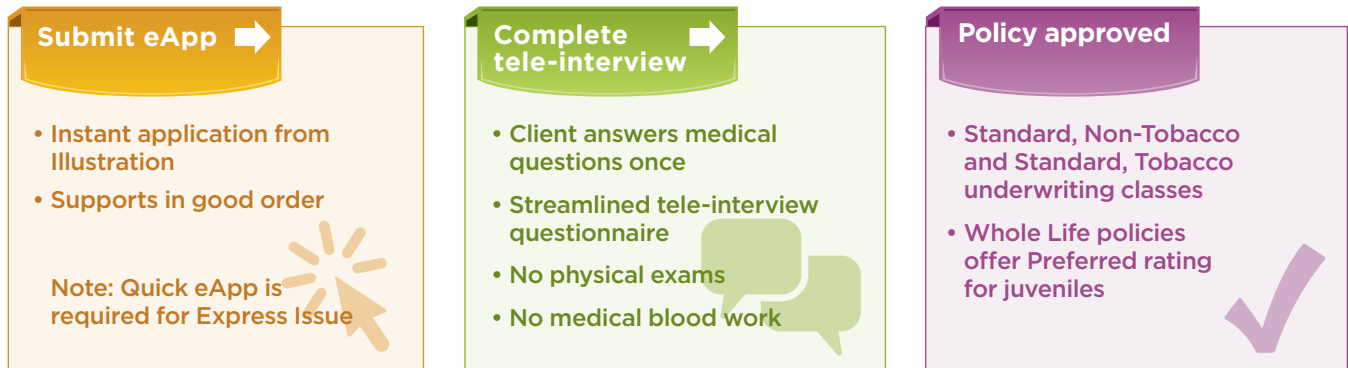 Submit eApp
• Instant application from
Illustration
• Supports in good order
Note: Quick eApp is
required for Express Issue
Complete
tele-interview
• Client answers medical
questions once
• Streamlined tele-interview
questionnaire
• No physical exams
• No medical blood work
Policy approved
• Standard, Non-Tobacco
and Standard, Tobacco
underwriting classes
• Whole Life policies
offer Preferred rating
for juveniles